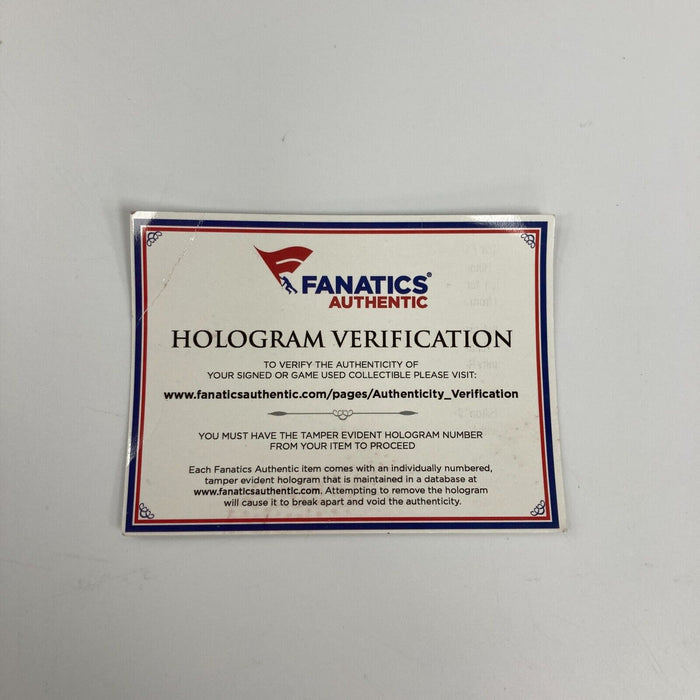 FANATICS®
AUTHENTIC
HOLOGRAM VERIFICATION
TO VERIFY THE AUTHENTICITY OF
YOUR SIGNED OR GAME USED COLLECTIBLE PLEASE VISIT:
www.fanaticsauthentic.com/pages/Authenticity_Verification
YOU MUST HAVE THE TAMPER EVIDENT HOLOGRAM NUMBER
FROM YOUR ITEM TO PROCEED
Each Fanatics Authentic item comes with an individually numbered,
tamper evident hologram that is maintained in a database at
www.fanaticsauthentic.com. Attempting to remove the hologram
will cause it to break apart and void the authenticity.